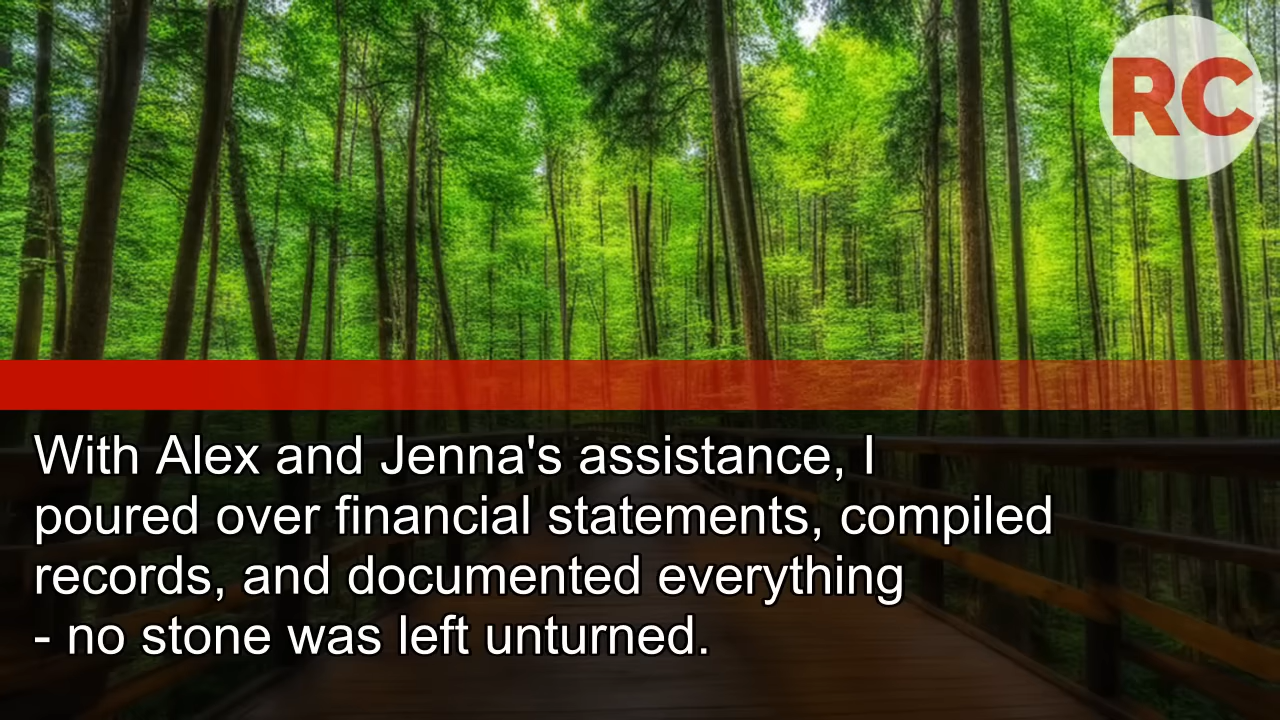 RC
With Alex and Jenna's assistance, I
poured over financial statements, compiled
records, and documented everything
- no stone was left unturned.